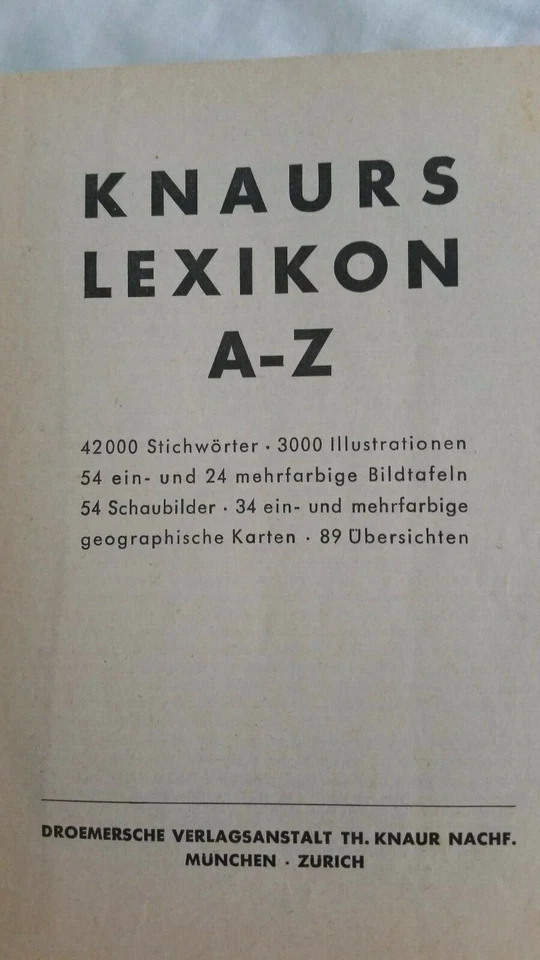 KNAURS
LEXIKON
A-Z
42000 Stichwörter · 3000 Illustrationen
54 ein- und 24 mehrfarbige Bildtafeln
54 Schaubilder · 34 ein- und mehrfarbige
geographische Karten · 89 Übersichten
DROEMERSCHE VERLAGSANSTALT TH. KNAUR NACHF.
MÜNCHEN · ZÜRICH